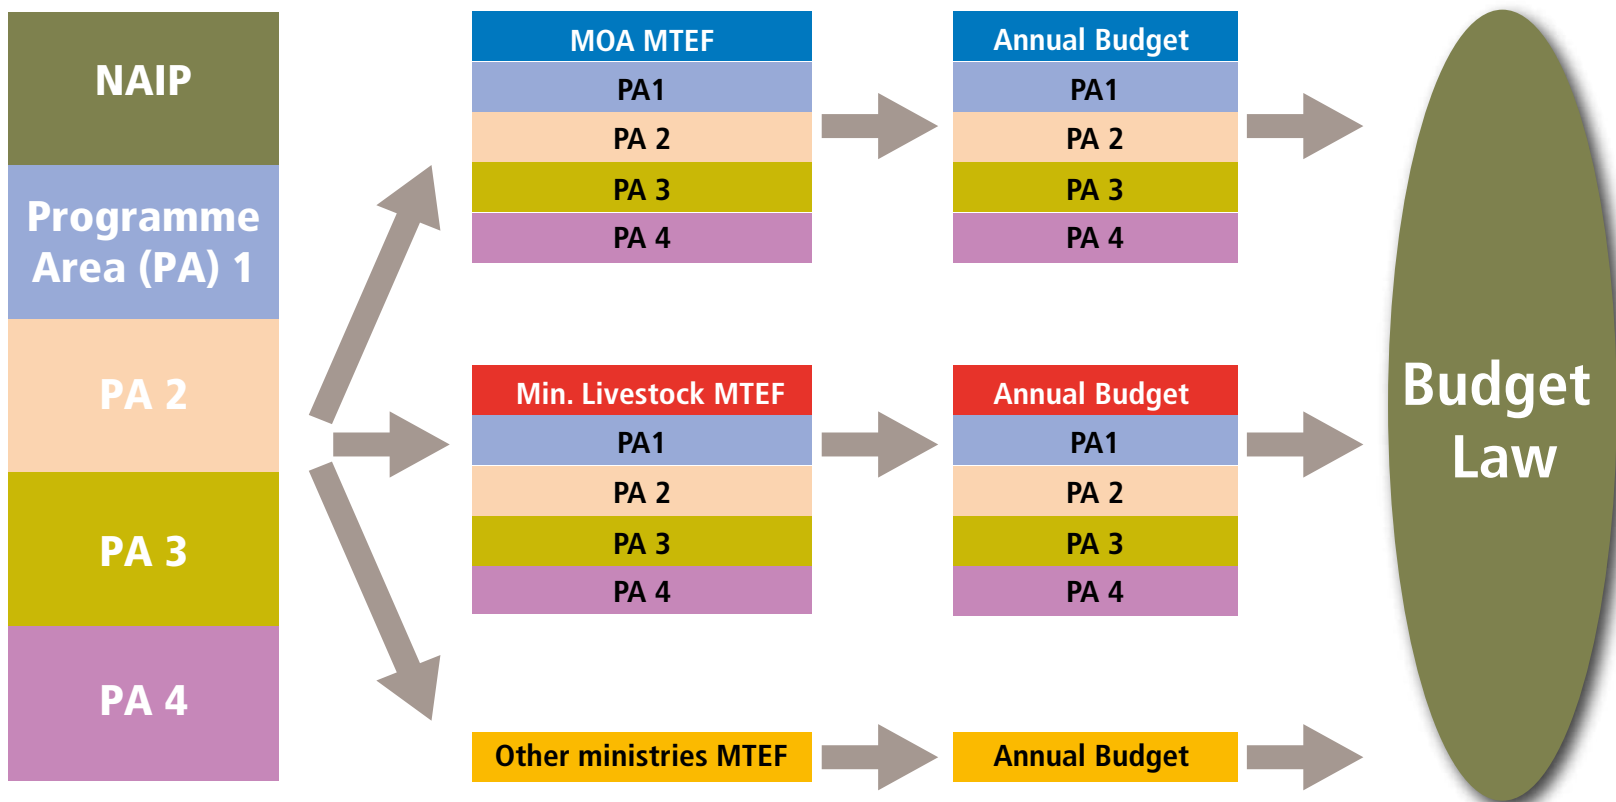 NAIP
Programme
Area (PA) 1
PA 2
PA 3
PA 4
MOA MTEF
PA1
PA 2
PA 3
PA 4
Annual Budget
PA1
PA 2
PA 3
PA 4
Min. Livestock MTEF
PA1
PA 2
PA 3
PA 4
Annual Budget
PA1
PA 2
PA 3
PA 4
Other ministries MTEF
Annual Budget
Budget
Law